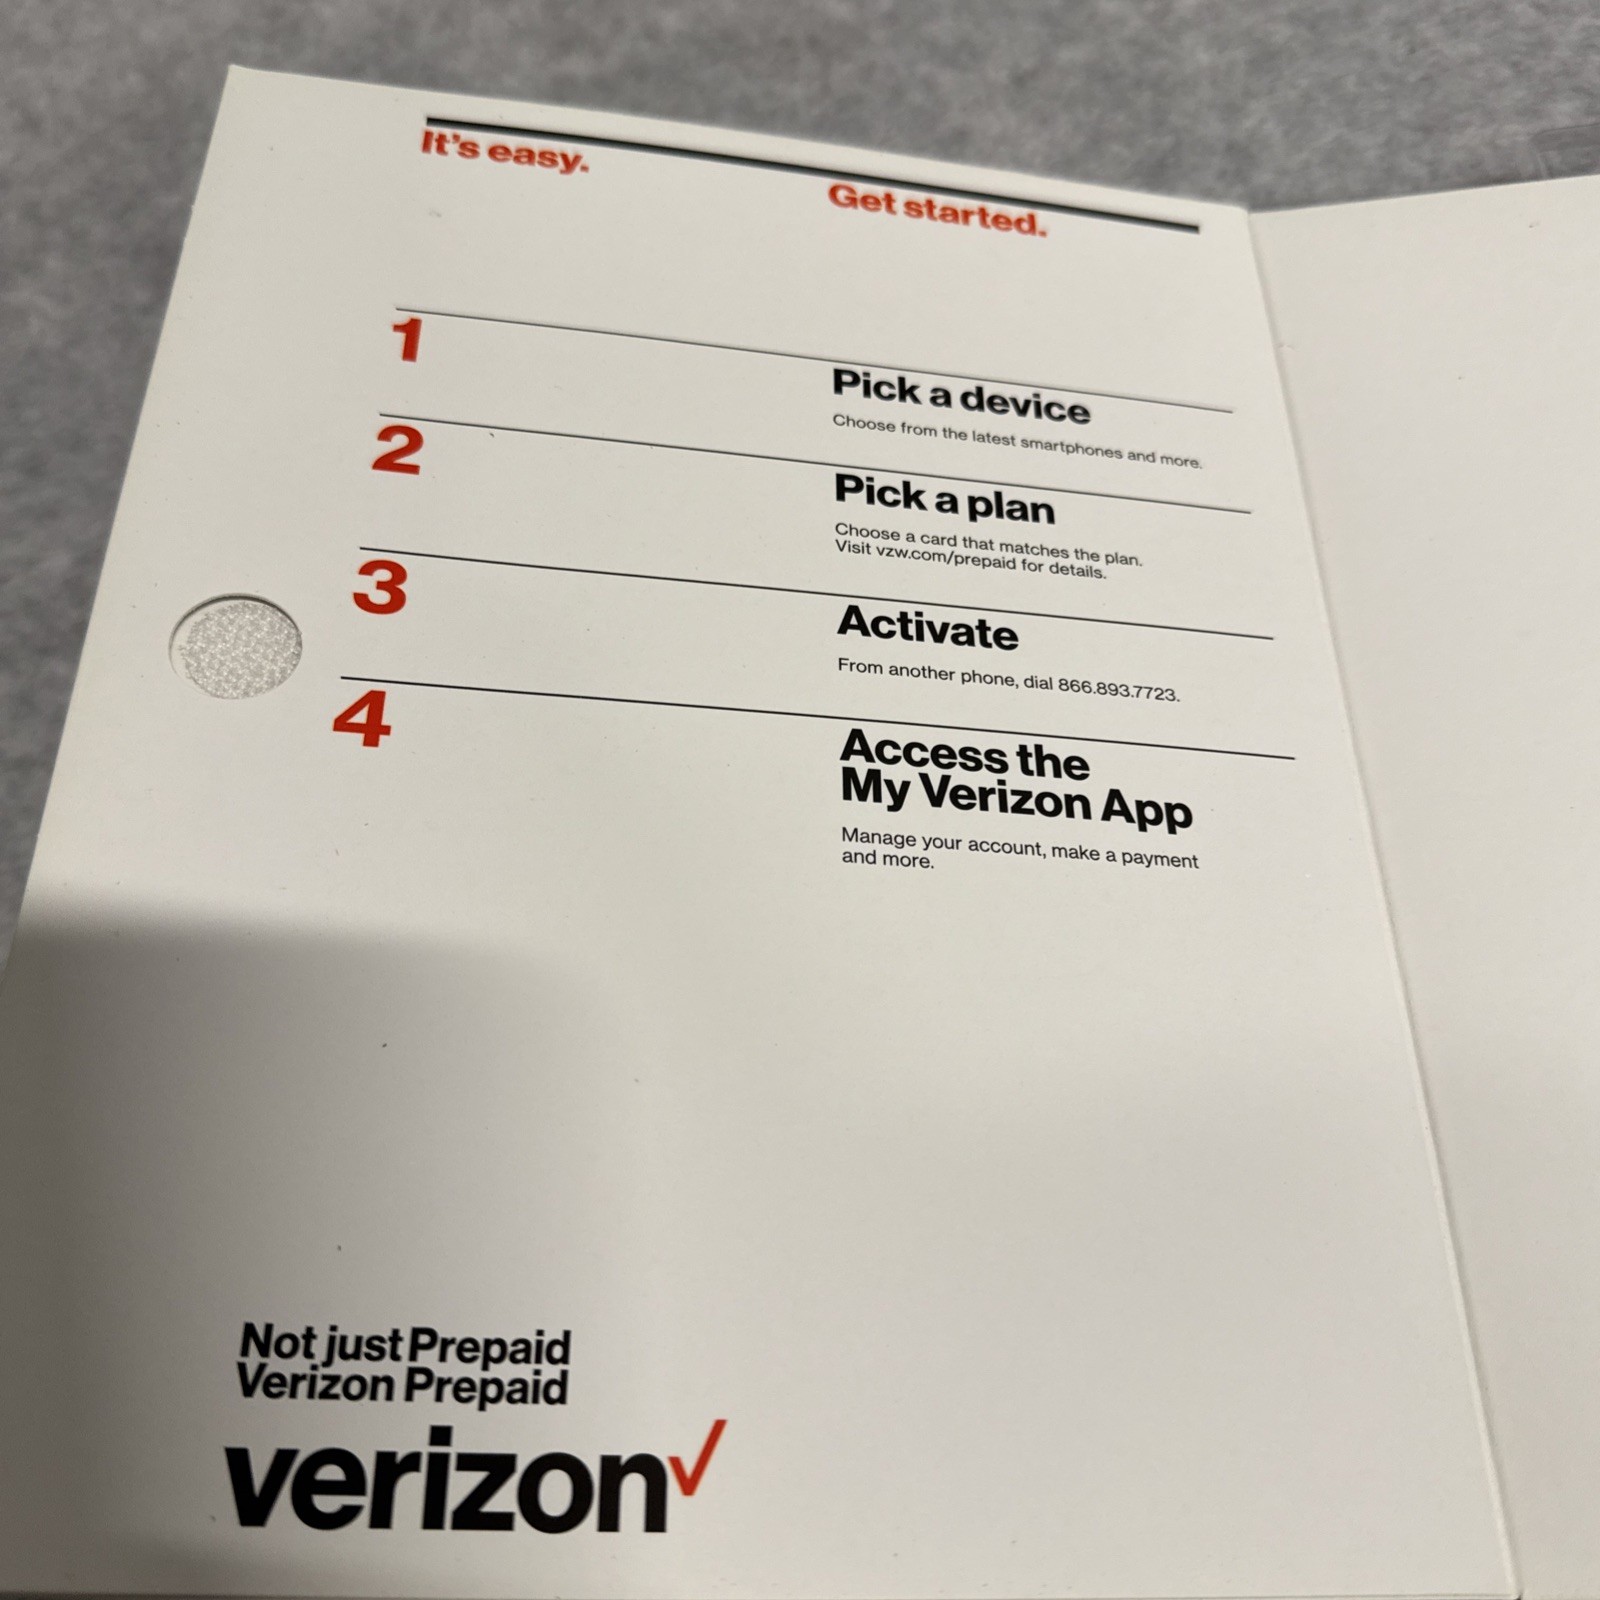 It's easy.
Get started.
1
Pick a device
Choose from the latest smartphones and more.
2
Pick a plan
Choose a card that matches the plan.
Visit vzw.com/prepaid for details.
3
Activate
From another phone, dial 866.893.7723.
4
Access the
My Verizon App
Manage your account, make a payment
and more.
Not just Prepaid
Verizon Prepaid
verizon